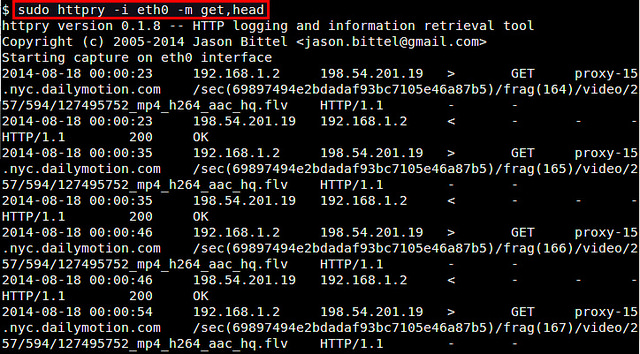 $ sudo httpry -i eth0 -m get,head
httpry version 0.1.8 -- HTTP logging and information retrieval tool
Copyright (c) 2005-2014 Jason Bittel <jason.bittel@gmail.com>
Starting capture on eth0 interface
2014-08-18 00:00:23 192.168.1.2 198.54.201.19 > GET proxy-15
.nyc.dailymotion.com /sec(69897494e2bdadaf93bc7105e46a87b5)/frag(164)/video/2
57/594/127495752_mp4_h264_aac_hq.flv HTTP/1.1 - -
2014-08-18 00:00:23 198.54.201.19 192.168.1.2 < - - -
HTTP/1.1 200 OK
2014-08-18 00:00:35 192.168.1.2 198.54.201.19 > GET proxy-15
.nyc.dailymotion.com /sec(69897494e2bdadaf93bc7105e46a87b5)/frag(165)/video/2
57/594/127495752_mp4_h264_aac_hq.flv HTTP/1.1 - -
2014-08-18 00:00:35 198.54.201.19 192.168.1.2 < - - -
HTTP/1.1 200 OK
2014-08-18 00:00:46 192.168.1.2 198.54.201.19 > GET proxy-15
.nyc.dailymotion.com /sec(69897494e2bdadaf93bc7105e46a87b5)/frag(166)/video/2
57/594/127495752_mp4_h264_aac_hq.flv HTTP/1.1 - -
2014-08-18 00:00:46 198.54.201.19 192.168.1.2 < - - -
HTTP/1.1 200 OK
2014-08-18 00:00:54 192.168.1.2 198.54.201.19 > GET proxy-15
.nyc.dailymotion.com /sec(69897494e2bdadaf93bc7105e46a87b5)/frag(167)/video/2
57/594/127495752_mp4_h264_aac_hq.flv HTTP/1.1 - -